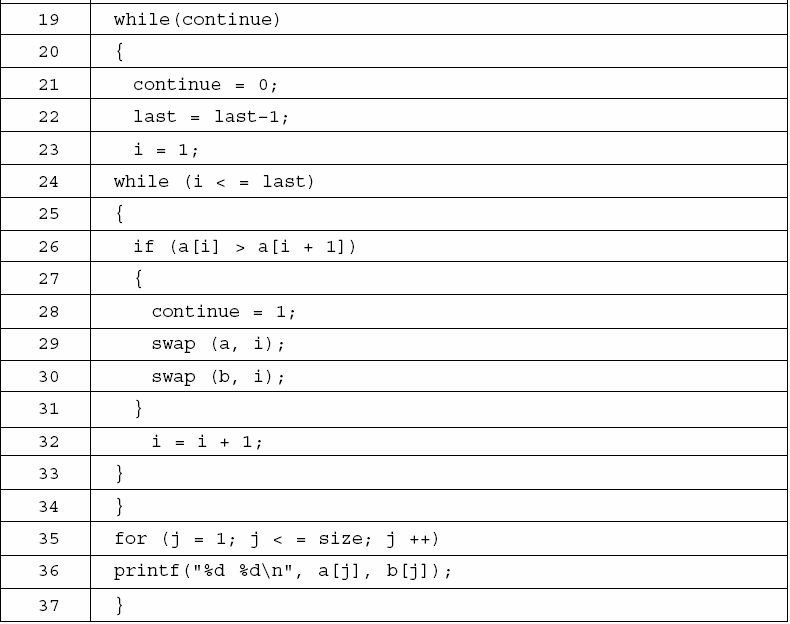 19 while(continue)
20 {
21 continue = 0;
22 last = last-1;
23 i = 1;
24 while (i < = last)
25 {
26 if (a[i] > a[i + 1])
27 {
28 continue = 1;
29 swap (a, i);
30 swap (b, i);
31 }
32 i = i + 1;
33 }
34 }
35 for (j = 1; j < = size; j ++)
36 printf("%d %d\n", a[j], b[j]);
37 }